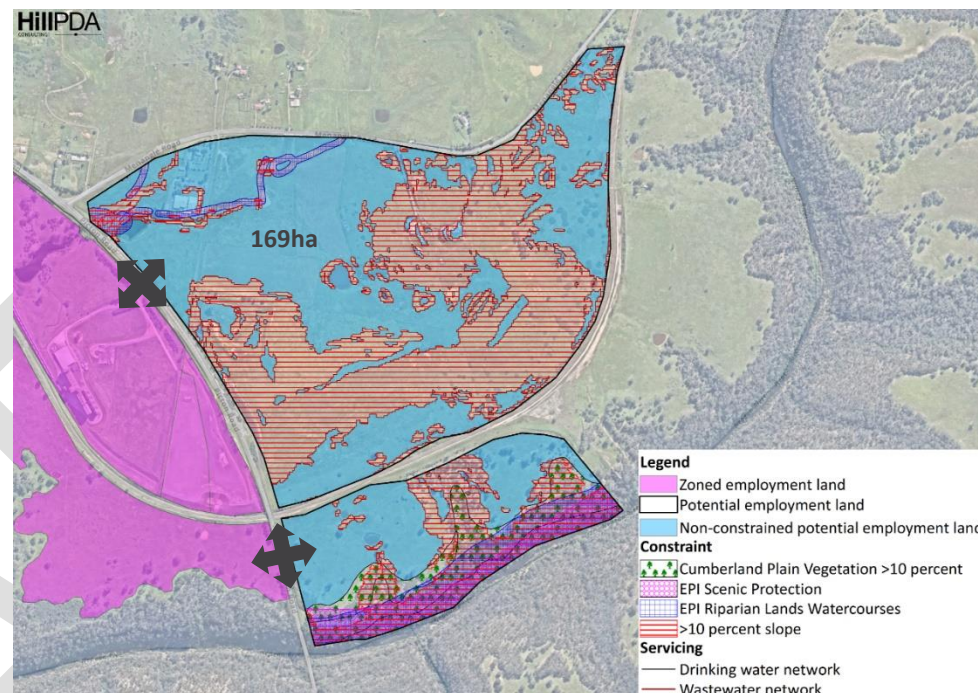 HillPDA
CONSULTING
169ha
Legend
Zoned employment land
Potential employment land
Non-constrained potential employment land
Constraint
Cumberland Plain Vegetation >10 percent
EPI Scenic Protection
EPI Riparian Lands Watercourses
>10 percent slope
Servicing
Drinking water network
Wastewater network